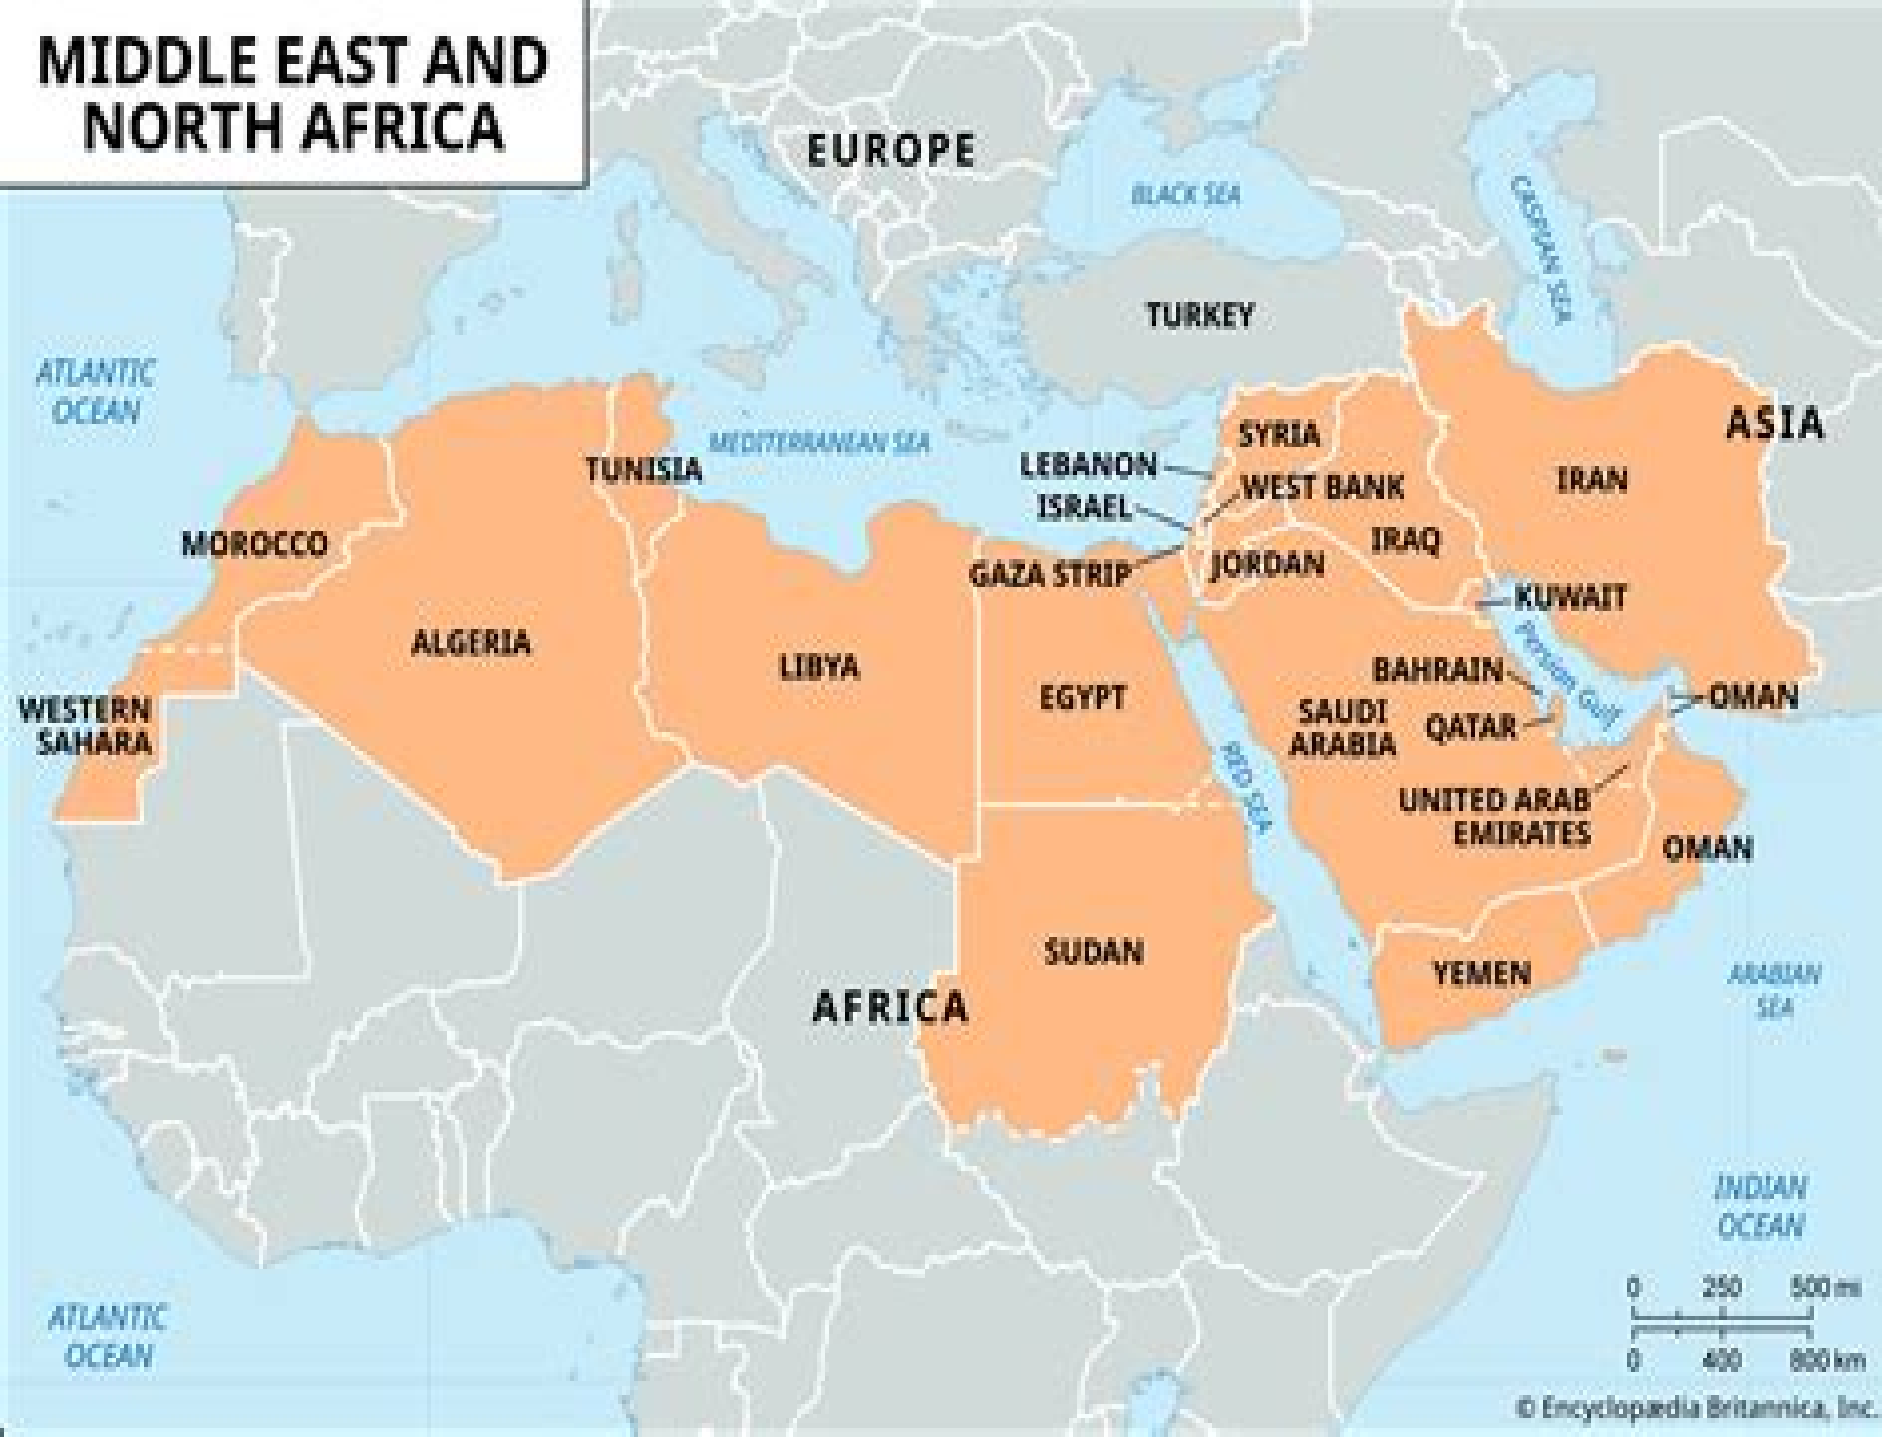 MIDDLE EAST AND
NORTH AFRICA
EUROPE
BLACK SEA
CASPIAN SEA
TURKEY
ATLANTIC
OCEAN
ASIA
SYRIA
MEDITERRANEAN SEA
LEBANON
TUNISIA
IRAN
WEST BANK
ISRAEL
MOROCCO
IRAQ
JORDAN
GAZA STRIP
KUWAIT
ALGERIA
LIBYA
Persian Gulf
BAHRAIN
EGYPT
OMAN
WESTERN
SAHARA
SAUDI
ARABIA
QATAR
RED SEA
UNITED ARAB
EMIRATES
OMAN
SUDAN
YEMEN
ARABIAN
SEA
AFRICA
INDIAN
OCEAN
0 250 500 mi
0 400 800 km
ATLANTIC
OCEAN
© Encyclopædia Britannica, Inc.